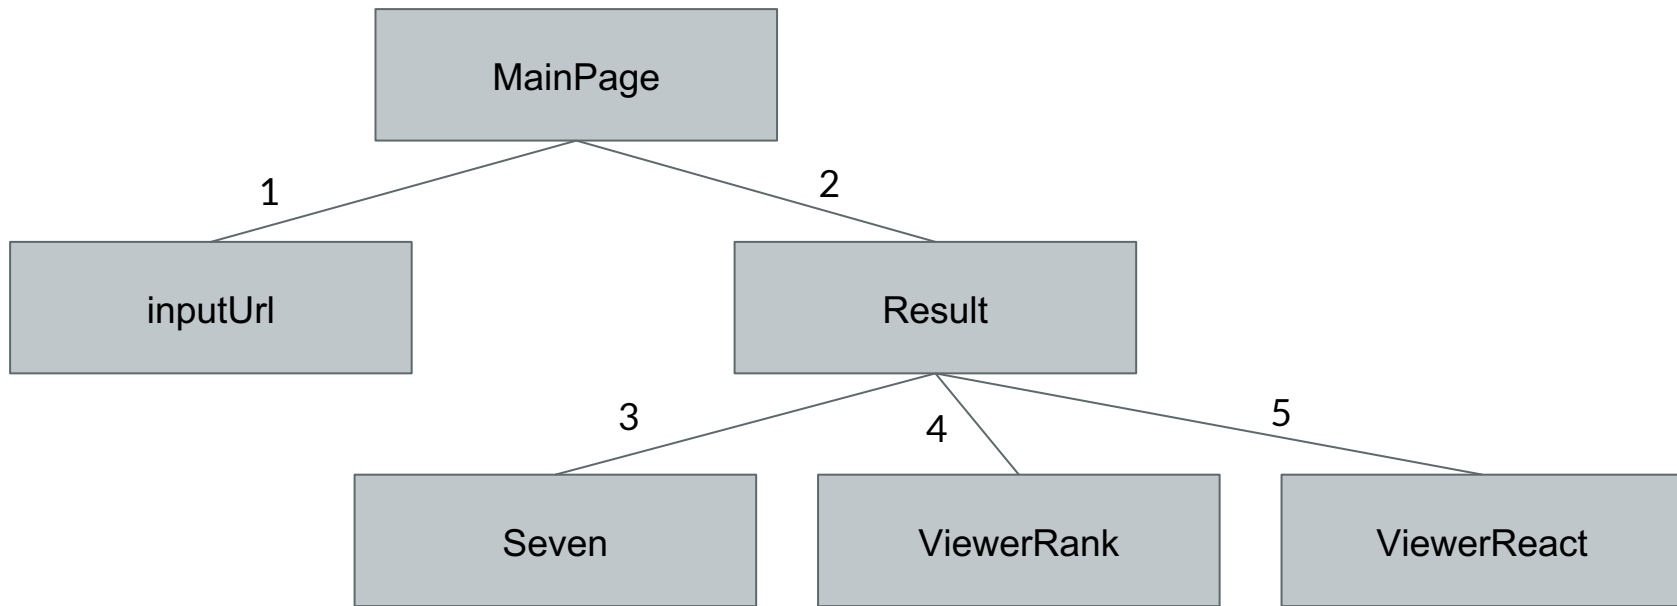 MainPage
1
2
inputUrl
Result
3
4
5
Seven
ViewerRank
ViewerReact